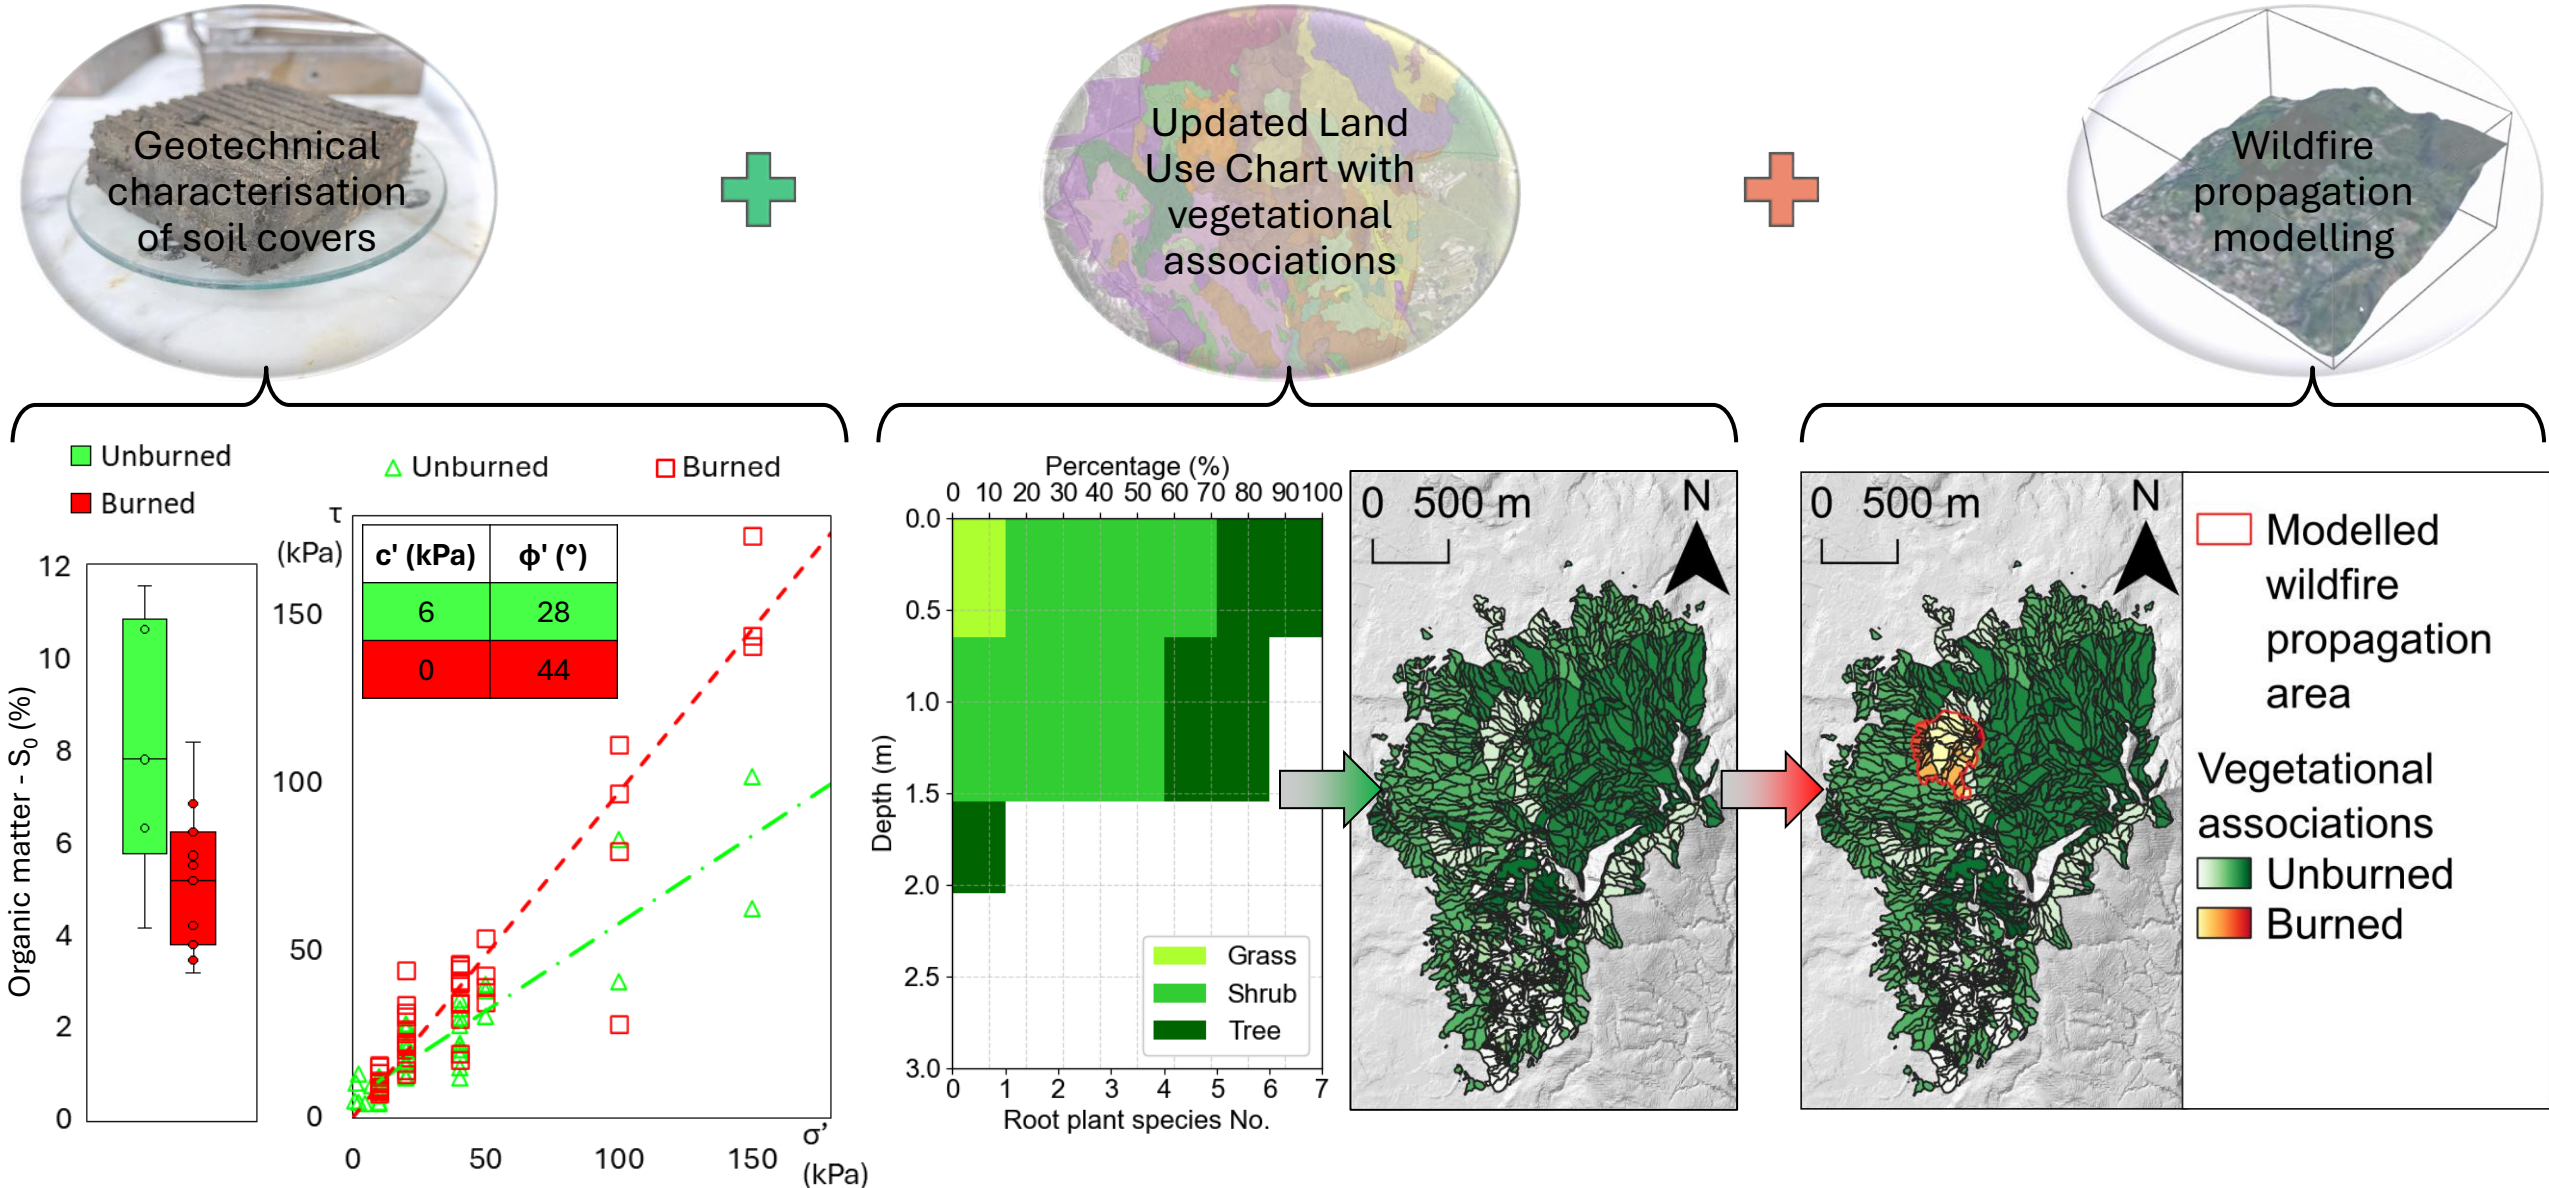 Geotechnical
characterisation
of soil covers
Updated Land
Use Chart with
vegetational
associations
Wildfire
propagation
modelling
Unburned
Burned
12
10
8
6
4
2
0
Organic matter - S₀ (%)
Unburned
Burned
τ
(kPa)
c' (kPa) ϕ' (°)
6 28
0 44
150
100
50
0
0 50 100 150
σ’
(kPa)
Percentage (%)
0 10 20 30 40 50 60 70 80 90 100
0.0
0.5
1.0
1.5
2.0
2.5
3.0
Depth (m)
Grass
Shrub
Tree
0 1 2 3 4 5 6 7
Root plant species No.
0 500 m
N
0 500 m
N
Modelled
wildfire
propagation
area
Vegetational
associations
Unburned
Burned